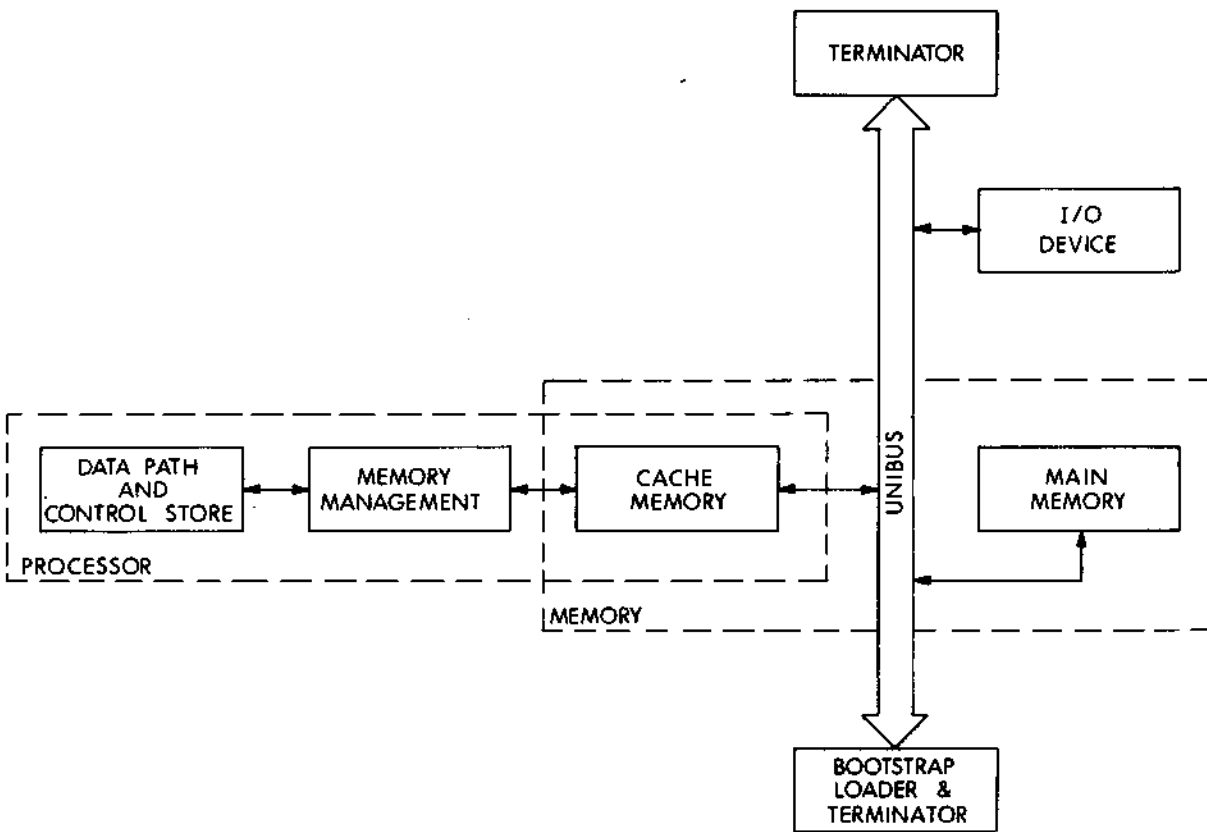 TERMINATOR
I/O
DEVICE
DATA PATH
AND
CONTROL STORE
MEMORY
MANAGEMENT
CACHE
MEMORY
UNIBUS
MAIN
MEMORY
PROCESSOR
MEMORY
BOOTSTRAP
LOADER &
TERMINATOR